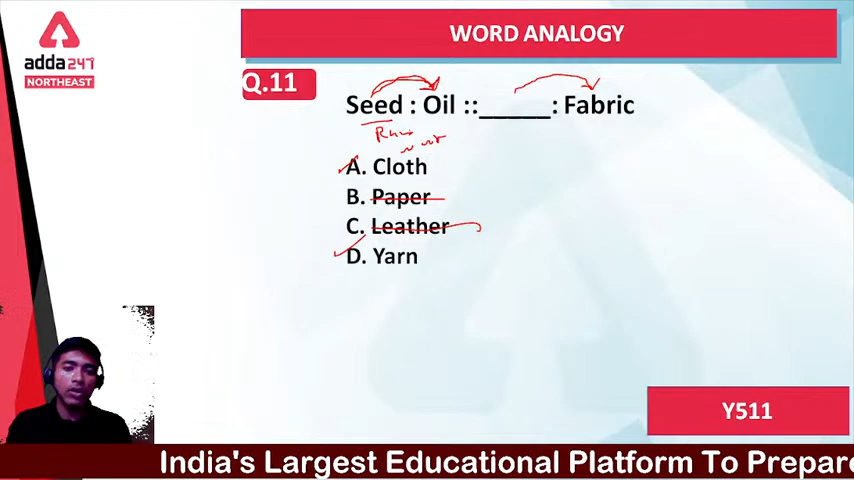 WORD ANALOGY
adda247
NORTHEAST
Q.11
Seed : Oil ::_____: Fabric
A. Cloth
B. Paper
C. Leather
D. Yarn
Y511
India's Largest Educational Platform To Prepare